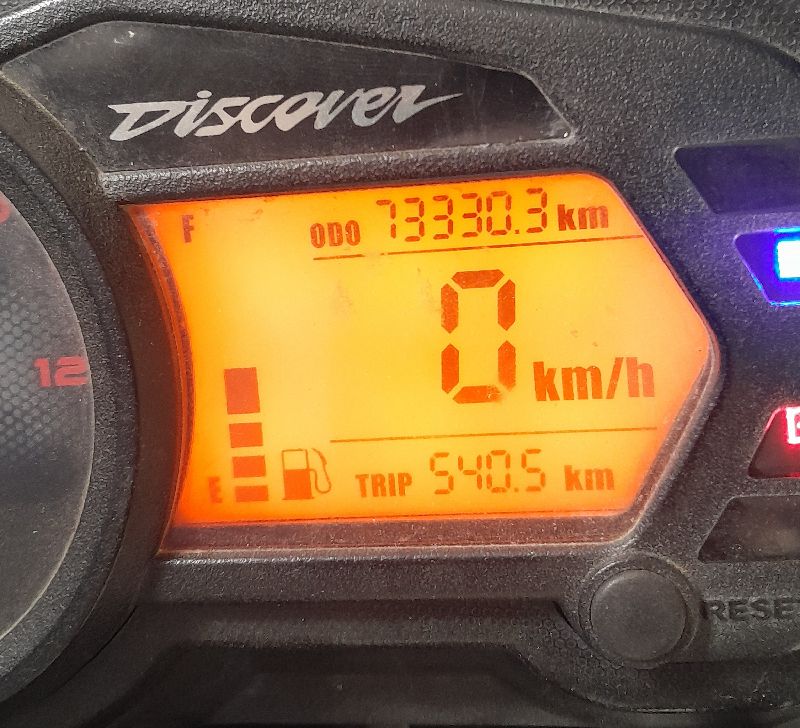 Discover
F
ODO 73330.3 km
0 km/h
12
E
TRIP 540.5 km
RESET